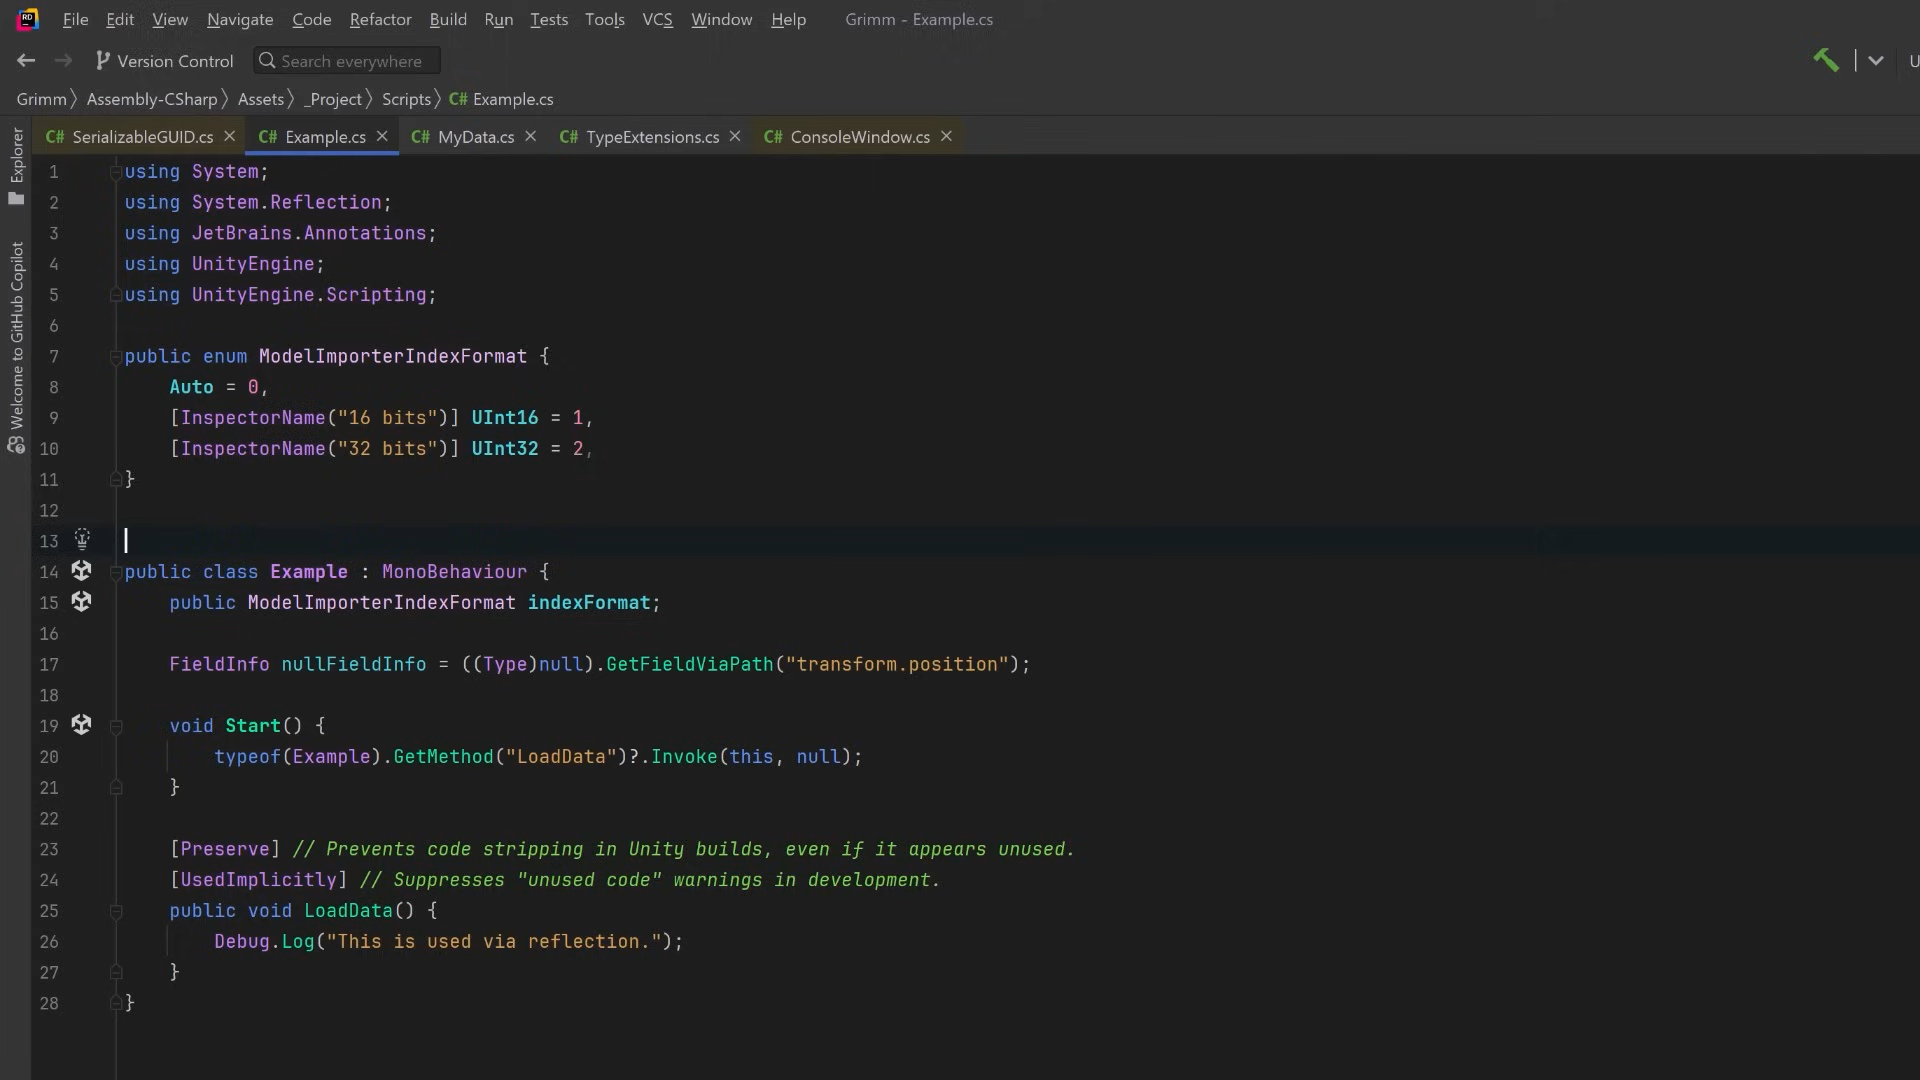 RD File Edit View Navigate Code Refactor Build Run Tests Tools VCS Window Help Grimm - Example.cs
Version Control Search everywhere U
Grimm Assembly-CSharp Assets _Project Scripts C# Example.cs
C# SerializableGUID.cs C# Example.cs C# MyData.cs C# TypeExtensions.cs C# ConsoleWindow.cs
Explorer
Welcome to GitHub Copilot
1 using System;
2 using System.Reflection;
3 using JetBrains.Annotations;
4 using UnityEngine;
5 using UnityEngine.Scripting;
6
7 public enum ModelImporterIndexFormat {
8 Auto = 0,
9 [InspectorName("16 bits")] UInt16 = 1,
10 [InspectorName("32 bits")] UInt32 = 2,
11 }
12
13
14 public class Example : MonoBehaviour {
15 public ModelImporterIndexFormat indexFormat;
16
17 FieldInfo nullFieldInfo = ((Type)null).GetFieldViaPath("transform.position");
18
19 void Start() {
20 typeof(Example).GetMethod("LoadData")?.Invoke(this, null);
21 }
22
23 [Preserve] // Prevents code stripping in Unity builds, even if it appears unused.
24 [UsedImplicitly] // Suppresses "unused code" warnings in development.
25 public void LoadData() {
26 Debug.Log("This is used via reflection.");
27 }
28 }